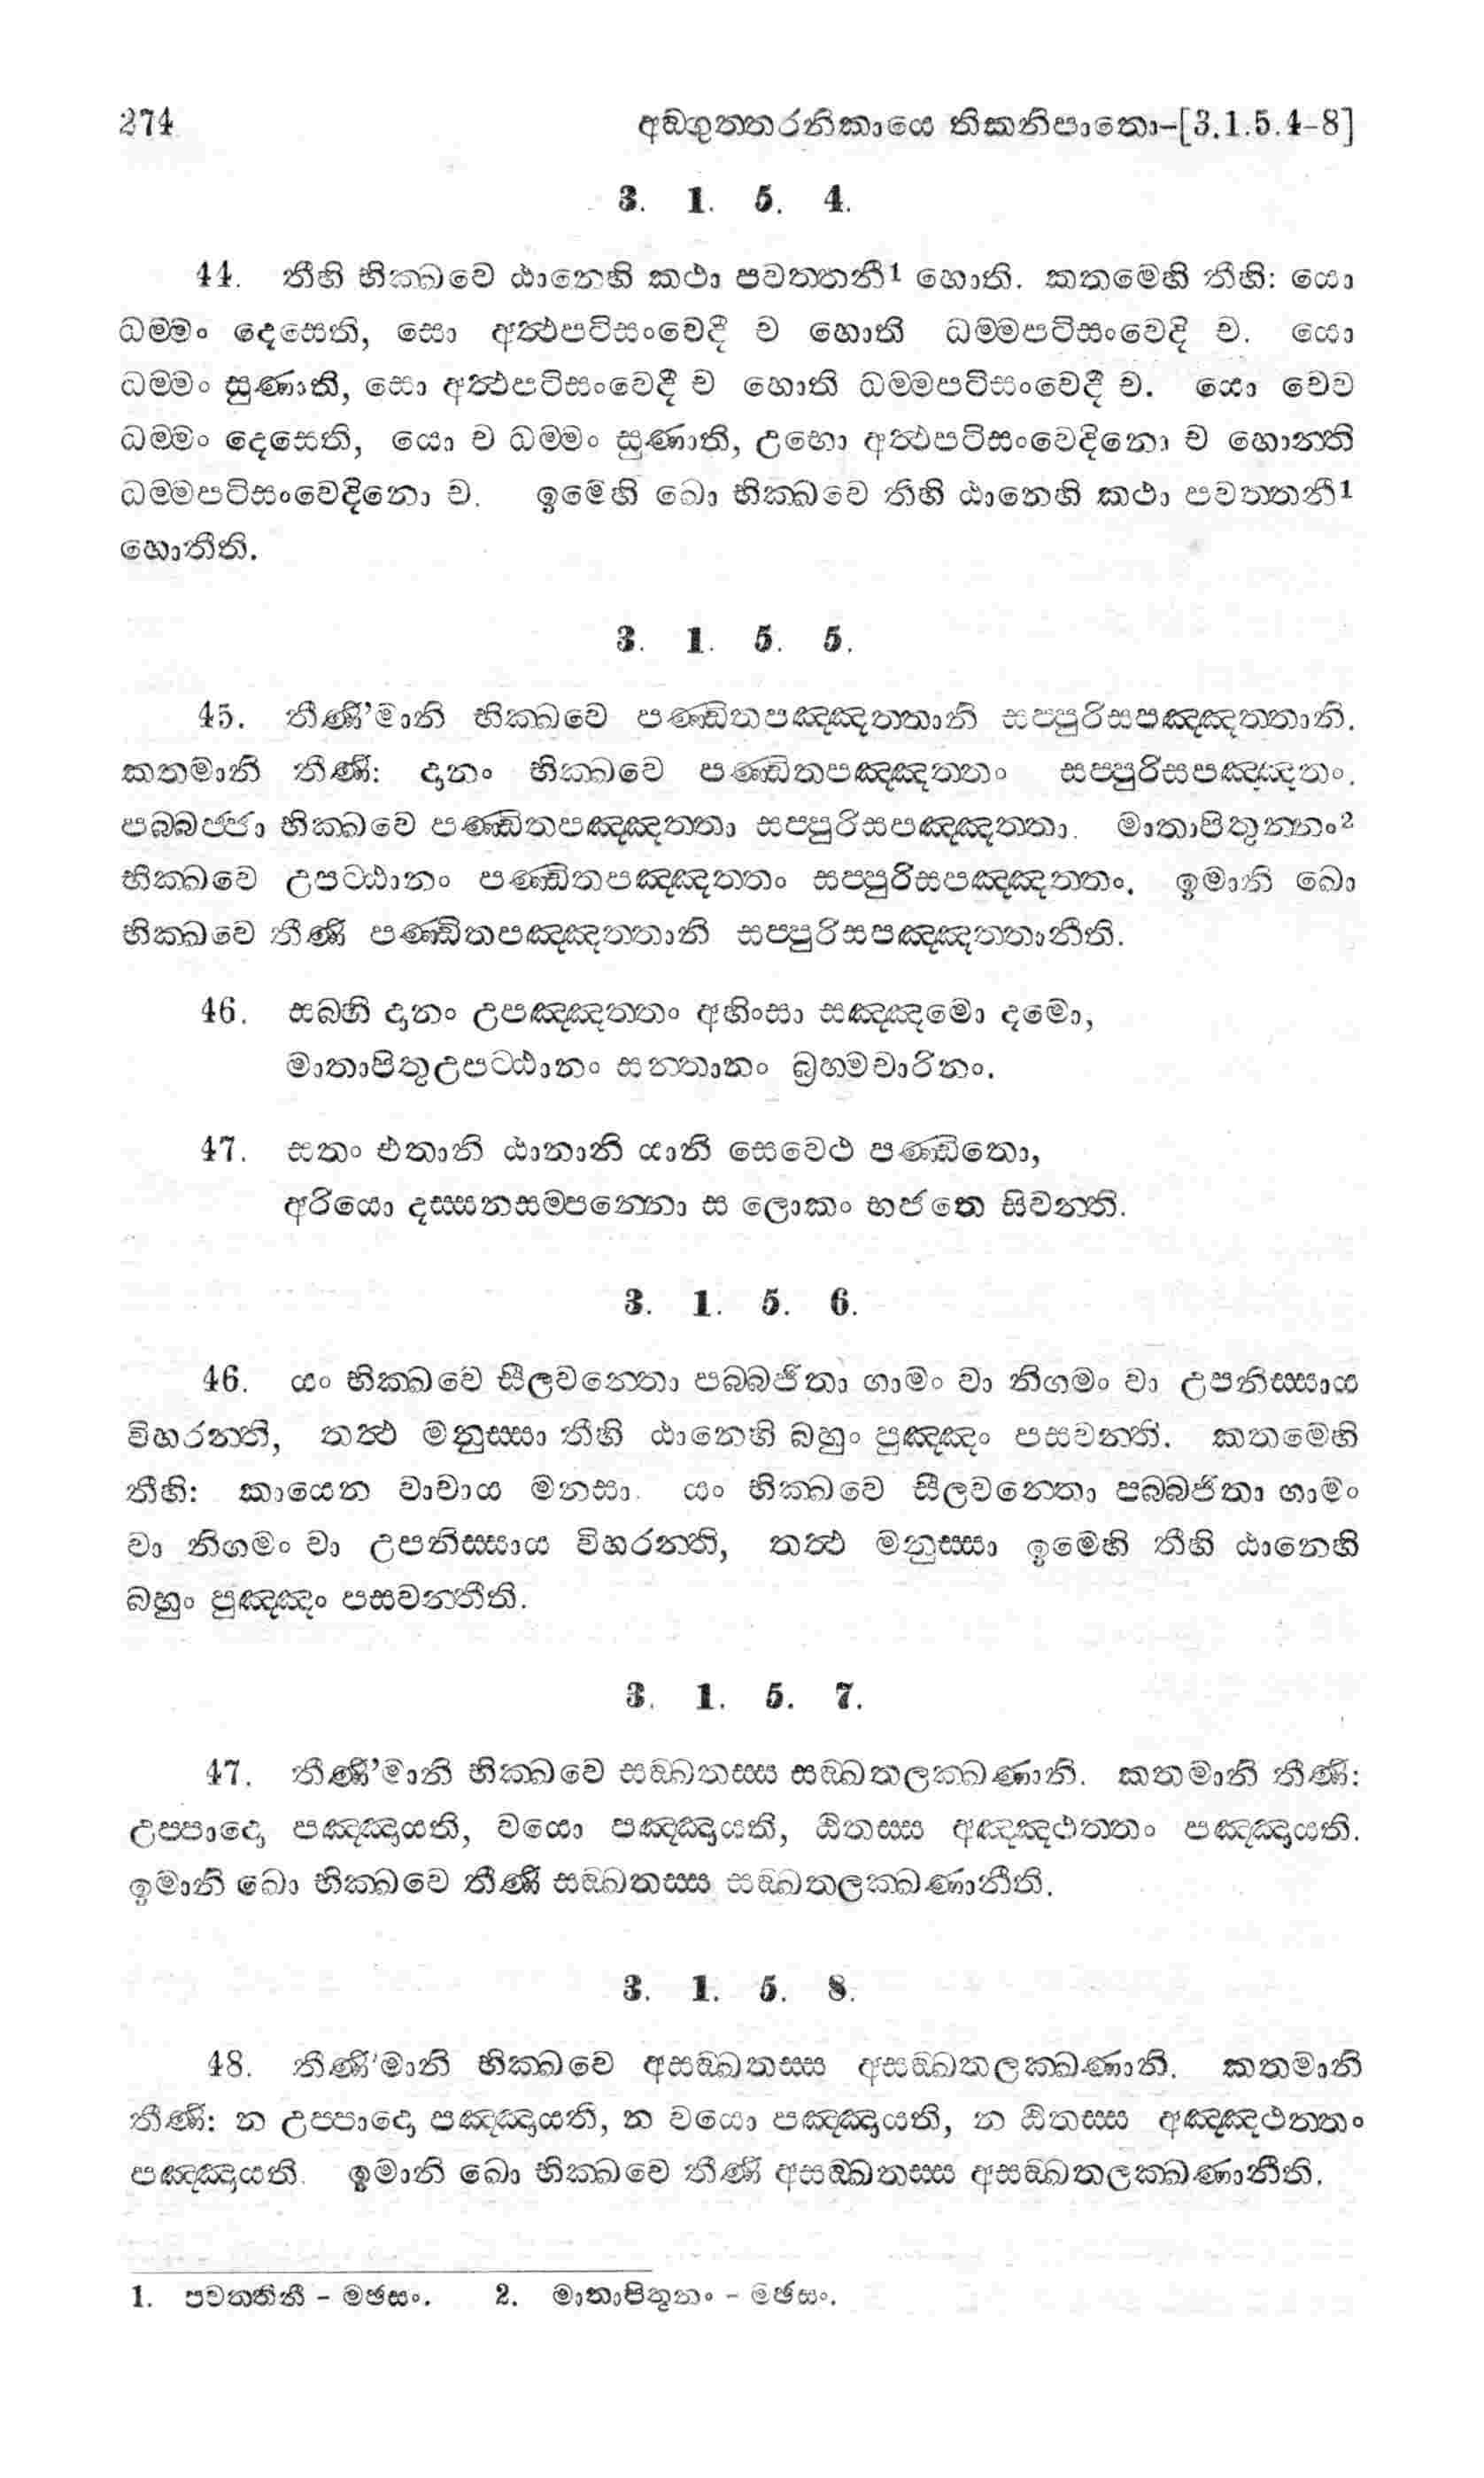 274 අඞ්ගුත්තරනිකායෙ තිකනිපාතො-[3.1.5.4-8]
3. 1. 5. 4.
44. තීහි භික්ඛවෙ ඨානෙහි කථා පවත්තනී1 හොති. කතමෙහි තීහි: යො
ධම්මං දෙසෙති, සො අත්ථපටිසංවෙදී ච හොති ධම්මපටිසංවෙදී ච. යො
ධම්මං සුණාති, සො අත්ථපටිසංවෙදී ච හොති ධම්මපටිසංවෙදී ච. යො චෙව
ධම්මං දෙසෙති, යො ච ධම්මං සුණාති, උභො අත්ථපටිසංවෙදිනො ච හොන්ති
ධම්මපටිසංවෙදිනො ච. ඉමෙහි ඛො භික්ඛවෙ තීහි ඨානෙහි කථා පවත්තනී1
හොතීති.
3. 1. 5. 5.
45. තීණි’මානි භික්ඛවෙ පණ්ඩිතපඤ්ඤත්තානි සප්පුරිසපඤ්ඤත්තානි.
කතමානි තීණි: දානං භික්ඛවෙ පණ්ඩිතපඤ්ඤත්තං සප්පුරිසපඤ්ඤතං.
පබ්බජ්ජා භික්ඛවෙ පණ්ඩිතපඤ්ඤත්තා සප්පුරිසපඤ්ඤත්තා. මාතාපිතුන්නං2
භික්ඛවෙ උපට්ඨානං පණ්ඩිතපඤ්ඤත්තං සප්පුරිසපඤ්ඤත්තං. ඉමානි ඛො
භික්ඛවෙ තීණි පණ්ඩිතපඤ්ඤත්තානි සප්පුරිසපඤ්ඤත්තානීති.
46. සබ්භි දානං උපඤ්ඤත්තං අහිංසා සඤ්ඤමො දමො,
මාතාපිතුඋපට්ඨානං සන්තානං බ්‍රහ්මචාරිනං.
47. සතං එතානි ඨානානි යානි සෙවෙථ පණ්ඩිතො,
අරියො දස්සනසම්පන්නො ස ලොකං භජතෙ සිවන්ති.
3. 1. 5. 6.
46. යං භික්ඛවෙ සීලවන්තො පබ්බජිතා ගාමං වා නිගමං වා උපනිස්සාය
විහරන්ති, තත්ථ මනුස්සා තීහි ඨානෙහි බහුං පුඤ්ඤං පසවන්ති. කතමෙහි
තීහි: කායෙන වාචාය මනසා. යං භික්ඛවෙ සීලවන්තො පබ්බජිතා ගාමං
වා නිගමං වා උපනිස්සාය විහරන්ති, තත්ථ මනුස්සා ඉමෙහි තීහි ඨානෙහි
බහුං පුඤ්ඤං පසවන්තීති.
3. 1. 5. 7.
47. තීණි’මානි භික්ඛවෙ සඞ්ඛතස්ස සඞ්ඛතලක්ඛණානි. කතමානි තීණි:
උප්පාදො පඤ්ඤායති, වයො පඤ්ඤායති, ඨිතස්ස අඤ්ඤථත්තං පඤ්ඤායති.
ඉමානි ඛො භික්ඛවෙ තීණි සඞ්ඛතස්ස සඞ්ඛතලක්ඛණානීති.
3. 1. 5. 8.
48. තීණි’මානි භික්ඛවෙ අසඞ්ඛතස්ස අසඞ්ඛතලක්ඛණානි. කතමානි
තීණි: න උප්පාදො පඤ්ඤායති, න වයො පඤ්ඤායති, න ඨිතස්ස අඤ්ඤථත්තං
පඤ්ඤායති. ඉමානි ඛො භික්ඛවෙ තීණි අසඞ්ඛතස්ස අසඞ්ඛතලක්ඛණානීති.
1. පවත්තිනී - මඡසං. 2. මාතාපිතූනං - මඡසං.